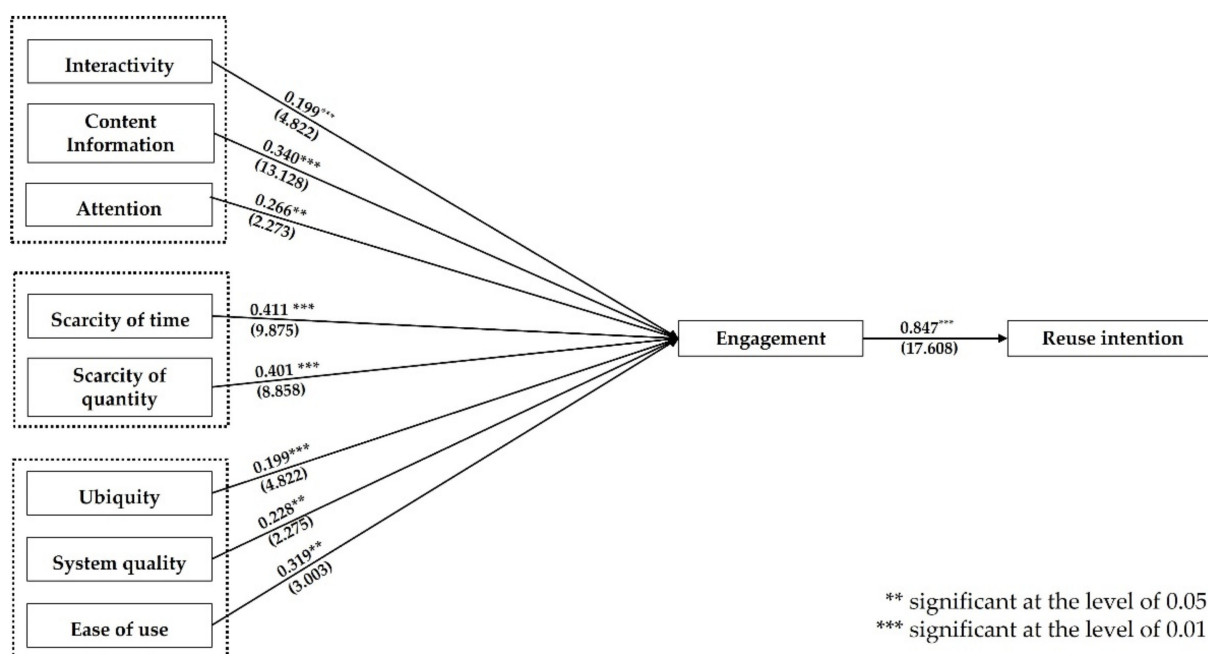 Interactivity
0.199***
(4.822)
Content
Information
0.340***
(13.128)
Attention
0.266**
(2.273)
Scarcity of time
0.411 ***
(9.875)
Scarcity of
quantity
0.401 ***
(8.858)
Ubiquity
0.199***
(4.822)
System quality
0.228**
(2.275)
Ease of use
0.319**
(3.003)
Engagement
0.847***
(17.608)
Reuse intention
** significant at the level of 0.05
*** significant at the level of 0.01